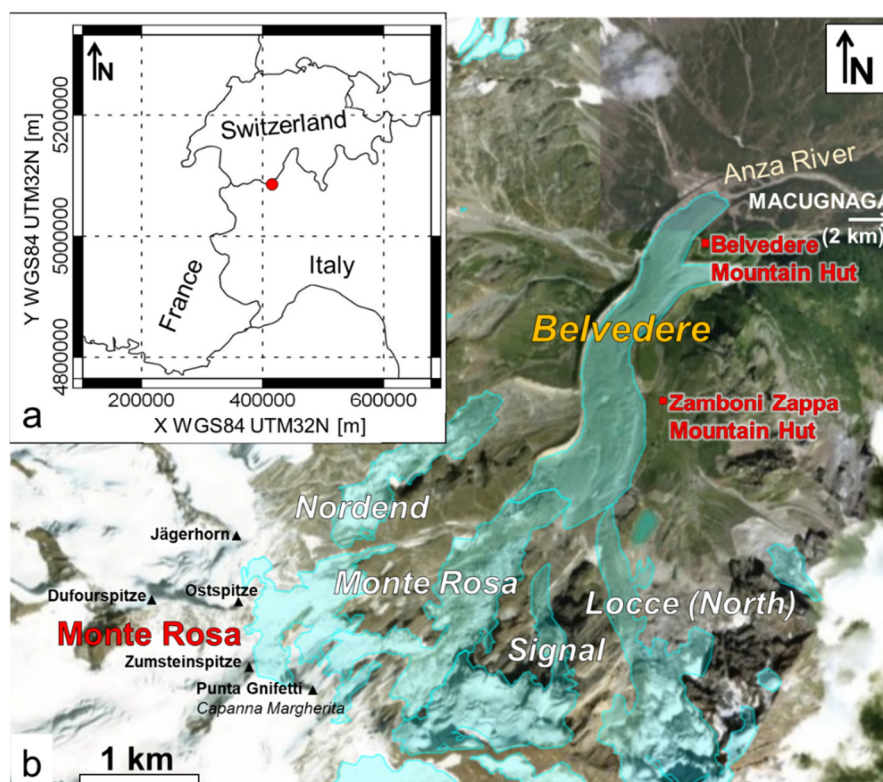 N
5200000
5000000
4800000
Y WGS84 UTM32N [m]
Switzerland
France
Italy
200000
400000
600000
X WGS84 UTM32N [m]
a
N
Anza River
MACUGNAGA
(2 km)
Belvedere
Mountain Hut
Belvedere
Zamboni Zappa
Mountain Hut
Nordend
Jägerhorn
Monte Rosa
Dufourspitze
Ostspitze
Locce (North)
Monte Rosa
Signal
Zumsteinspitze
Punta Gnifetti
Capanna Margherita
b
1 km